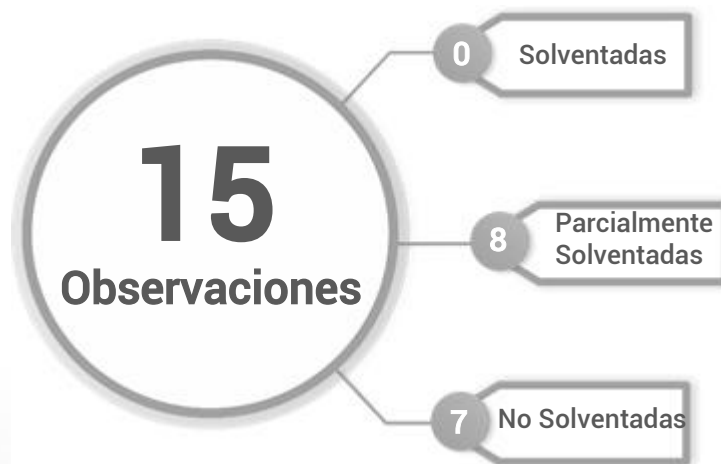 15
Observaciones
0
Solventadas
8
Parcialmente
Solventadas
7
No Solventadas